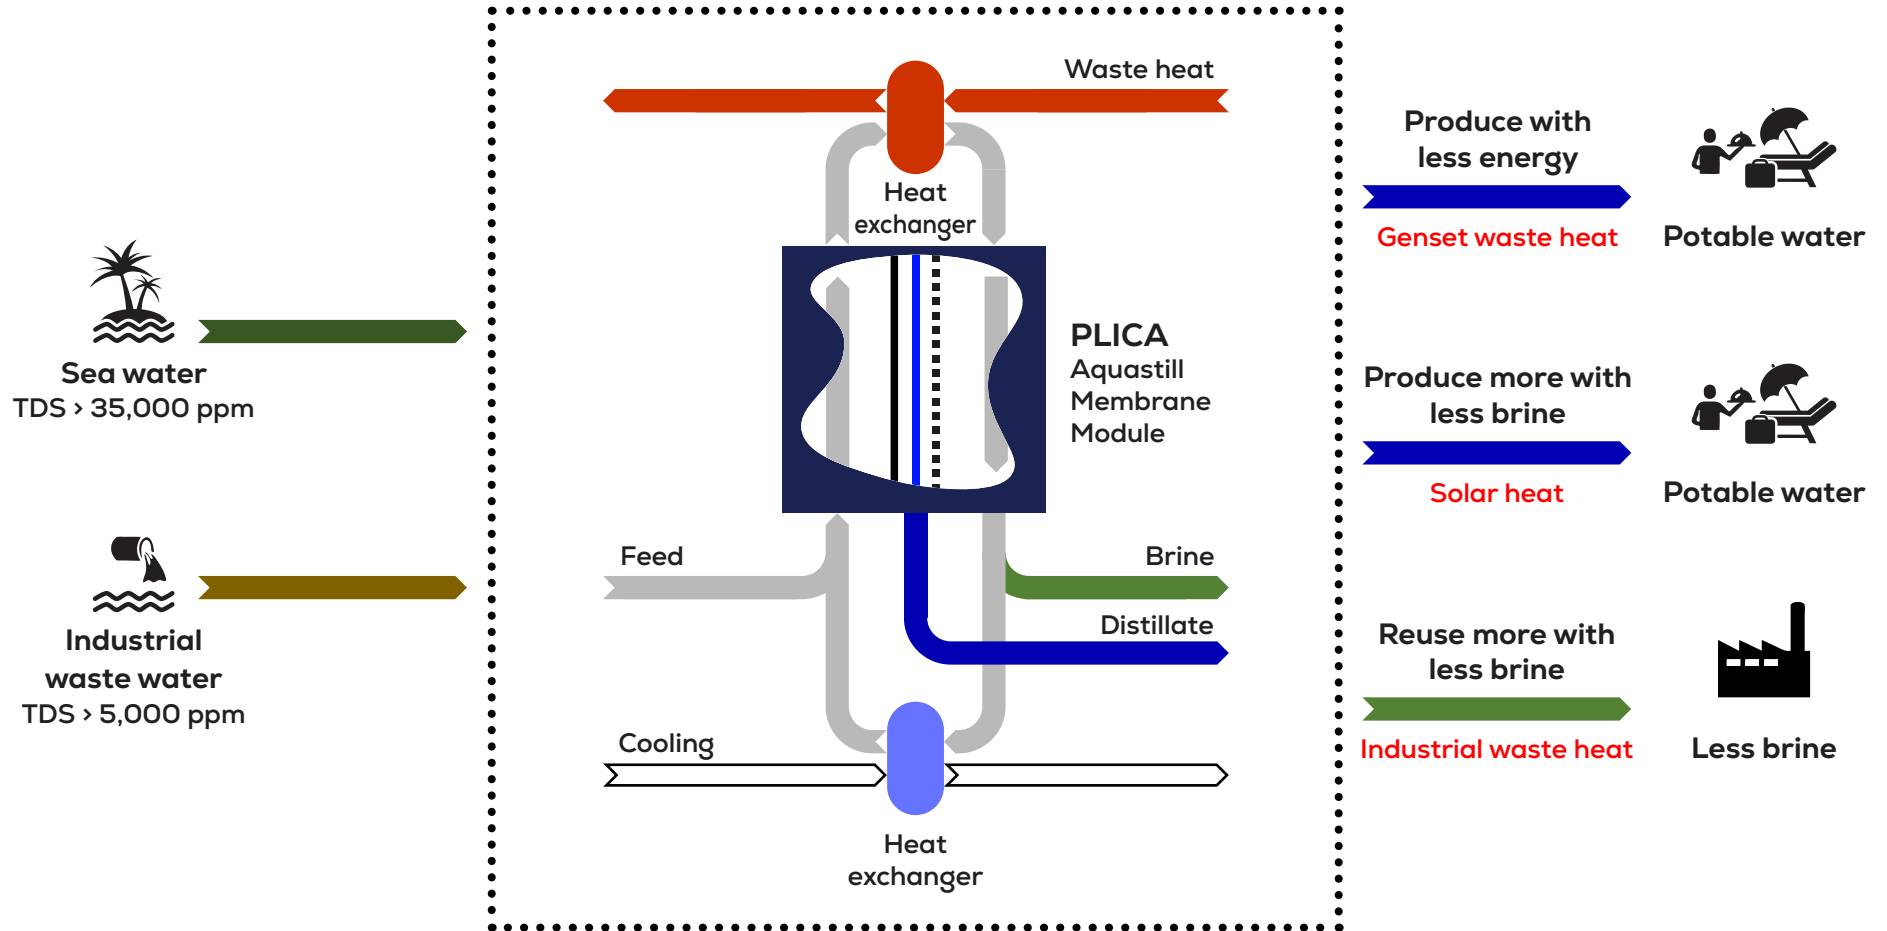 Sea water
TDS > 35,000 ppm
Industrial
waste water
TDS > 5,000 ppm
Waste heat
Heat
exchanger
PLICA
Aquastill
Membrane
Module
Feed
Brine
Distillate
Cooling
Heat
exchanger
Produce with
less energy
Genset waste heat
Potable water
Produce more with
less brine
Solar heat
Potable water
Reuse more with
less brine
Industrial waste heat
Less brine